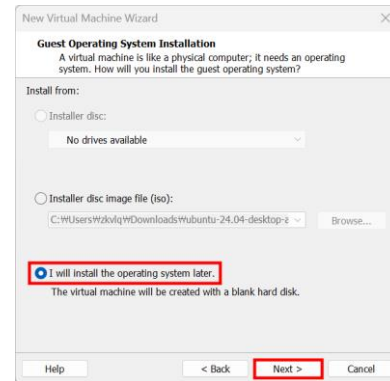 New Virtual Machine Wizard
Guest Operating System Installation
A virtual machine is like a physical computer; it needs an operating
system. How will you install the guest operating system?
Install from:
Installer disc:
No drives available
Installer disc image file (iso):
C:₩Users₩zkvlq₩Downloads₩ubuntu-24.04-desktop-a
Browse...
I will install the operating system later.
The virtual machine will be created with a blank hard disk.
Help
< Back
Next >
Cancel